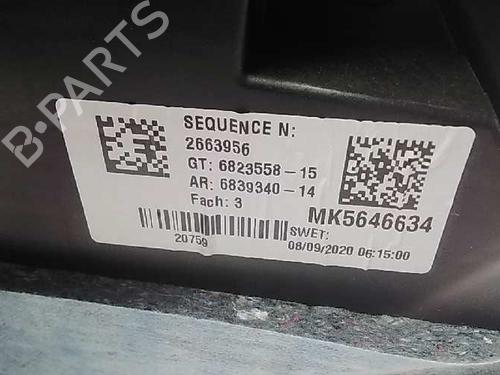 B-PARTS
SEQUENCE N:
2663956
GT: 6823558-15
AR: 6839340-14
Fach: 3
MK5646634
20759
SWET:
08/09/2020 06:15:00